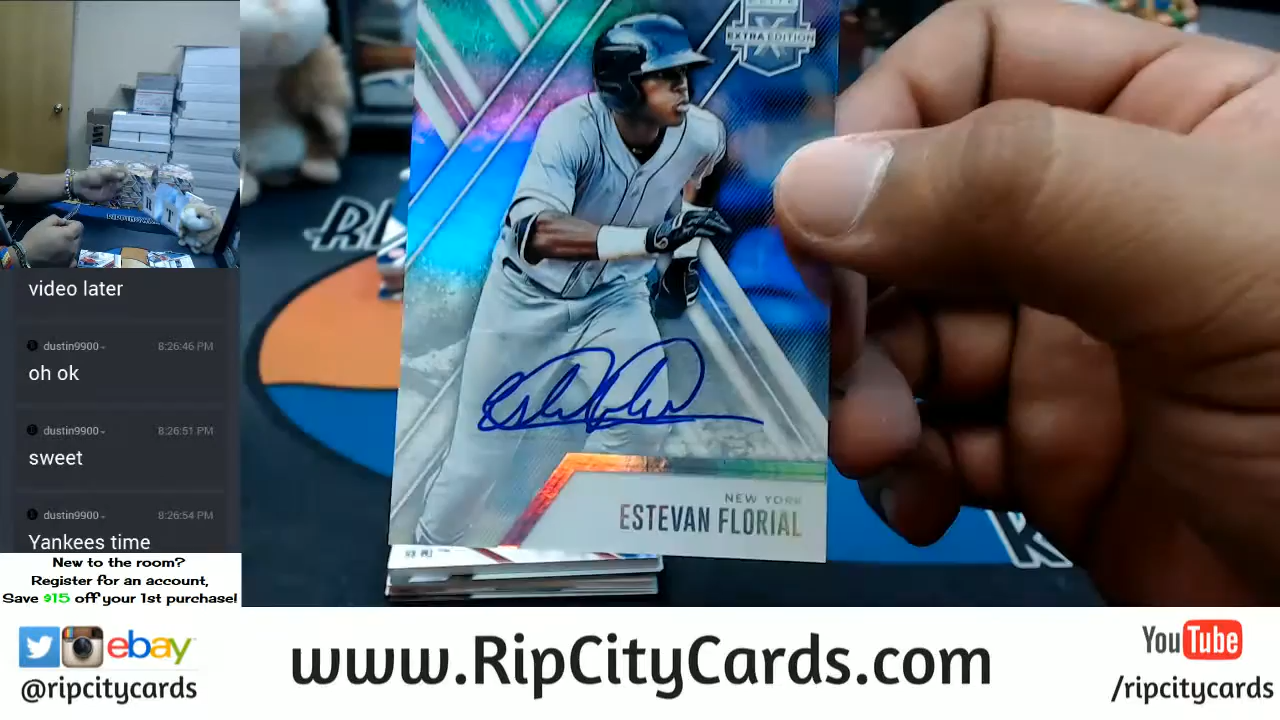 EXTRA EDITION
X
NEW YORK
ESTEVAN FLORIAL
video later
dustin9900
8:26:46 PM
oh ok
dustin9900
8:26:51 PM
sweet
dustin9900
8:26:54 PM
Yankees time
New to the room?
Register for an account,
Save $15 off your 1st purchase!
ebay
@ripcitycards
www.RipCityCards.com
YouTube
/ripcitycards